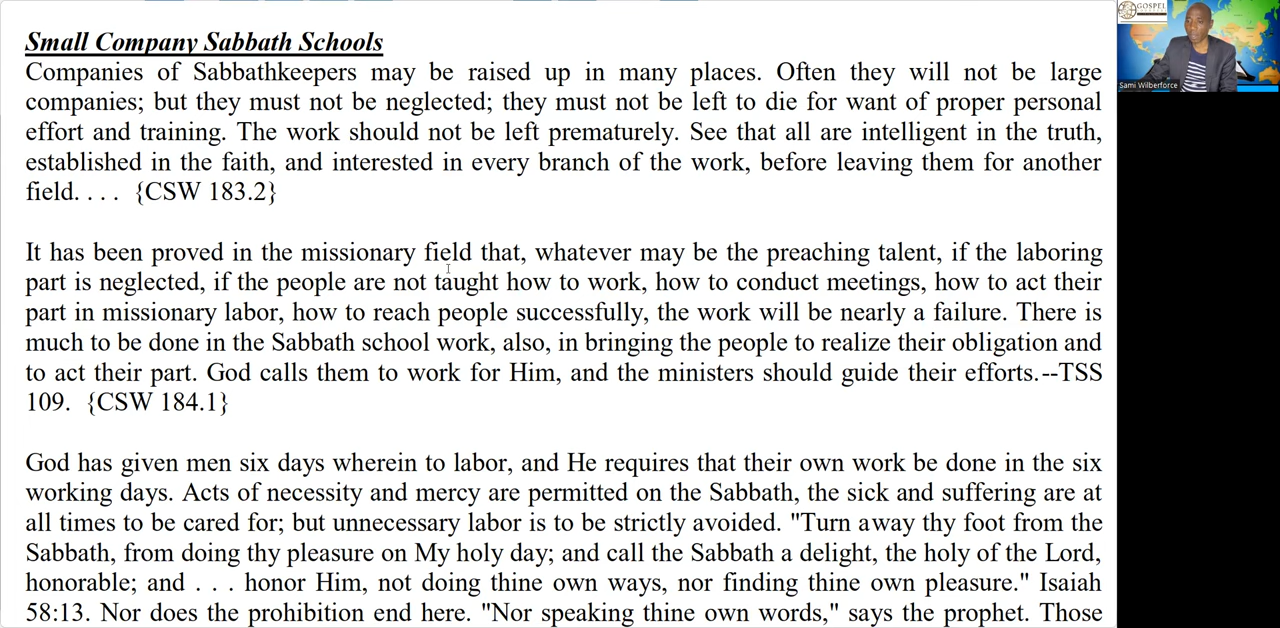 Small Company Sabbath Schools
Companies of Sabbathkeepers may be raised up in many places. Often they will not be large
companies; but they must not be neglected; they must not be left to die for want of proper personal
effort and training. The work should not be left prematurely. See that all are intelligent in the truth,
established in the faith, and interested in every branch of the work, before leaving them for another
field. . . .  {CSW 183.2}
It has been proved in the missionary field that, whatever may be the preaching talent, if the laboring
part is neglected, if the people are not taught how to work, how to conduct meetings, how to act their
part in missionary labor, how to reach people successfully, the work will be nearly a failure. There is
much to be done in the Sabbath school work, also, in bringing the people to realize their obligation and
to act their part. God calls them to work for Him, and the ministers should guide their efforts.--TSS
109.  {CSW 184.1}
God has given men six days wherein to labor, and He requires that their own work be done in the six
working days. Acts of necessity and mercy are permitted on the Sabbath, the sick and suffering are at
all times to be cared for; but unnecessary labor is to be strictly avoided. "Turn away thy foot from the
Sabbath, from doing thy pleasure on My holy day; and call the Sabbath a delight, the holy of the Lord,
honorable; and . . . honor Him, not doing thine own ways, nor finding thine own pleasure." Isaiah
58:13. Nor does the prohibition end here. "Nor speaking thine own words," says the prophet. Those
GOSPEL
Sami Wilberforce